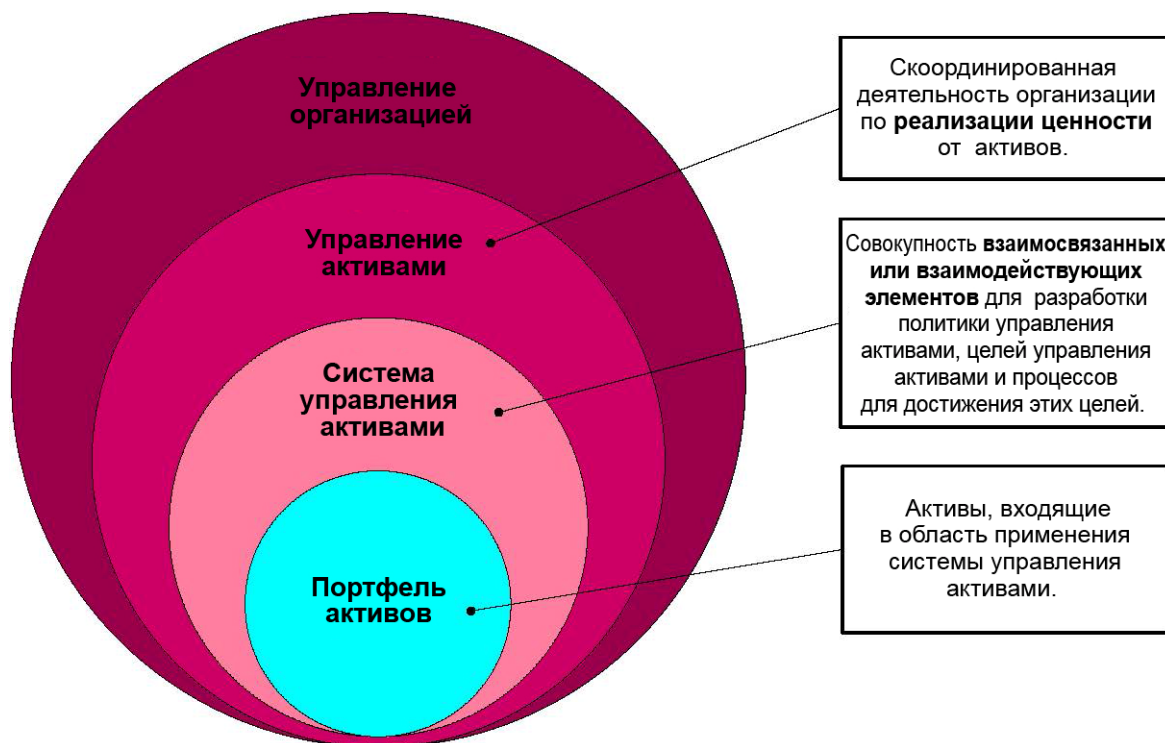 Управление
организацией
Управление
активами
Система
управления
активами
Портфель
активов
Скоординированная
деятельность организации
по реализации ценности
от активов.
Совокупность взаимосвязанных
или взаимодействующих
элементов для разработки
политики управления
активами, целей управления
активами и процессов
для достижения этих целей.
Активы, входящие
в область применения
системы управления
активами.